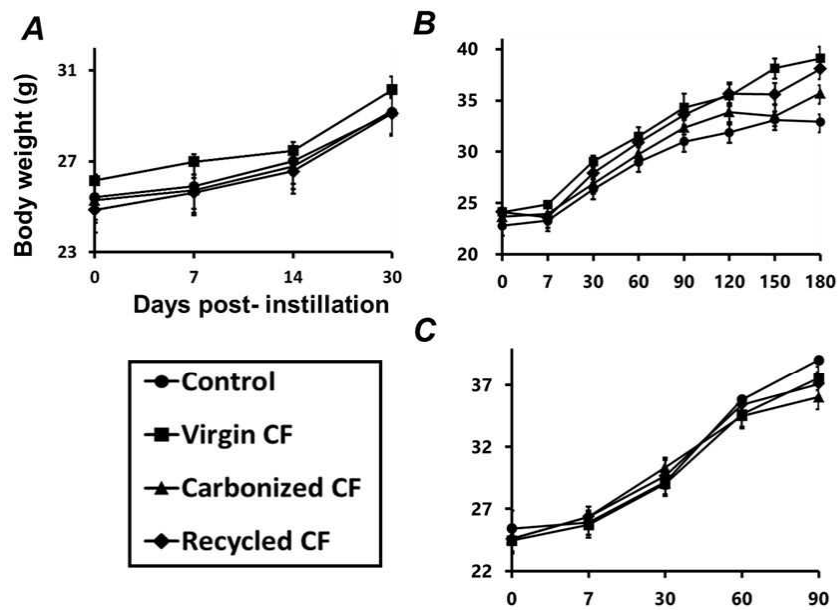 A
Body weight (g)
31
27
23
0 7 14 30
Days post- instillation
B
40
35
30
25
20
0 7 30 60 90 120 150 180
Control
Virgin CF
Carbonized CF
Recycled CF
C
37
32
27
22
0 7 30 60 90